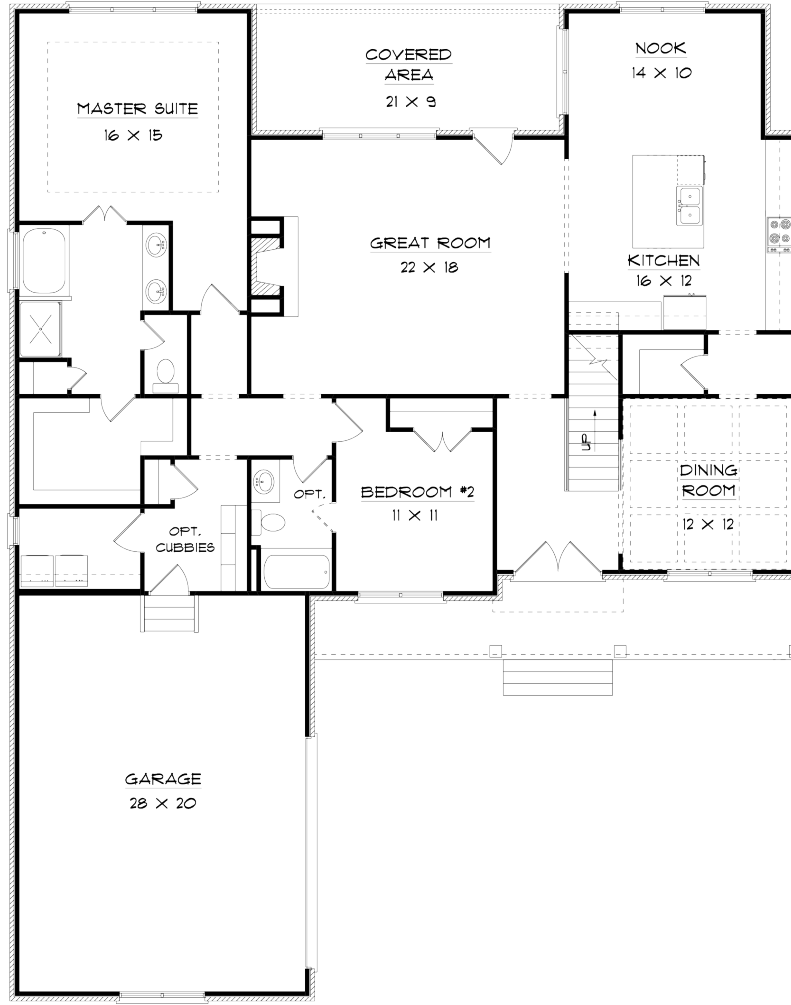 COVERED
AREA
21 X 9
NOOK
14 X 10
MASTER SUITE
16 X 15
GREAT ROOM
22 X 18
KITCHEN
16 X 12
UP
BEDROOM #2
11 X 11
OPT.
DINING
ROOM
12 X 12
OPT.
CUBBIES
GARAGE
28 X 20